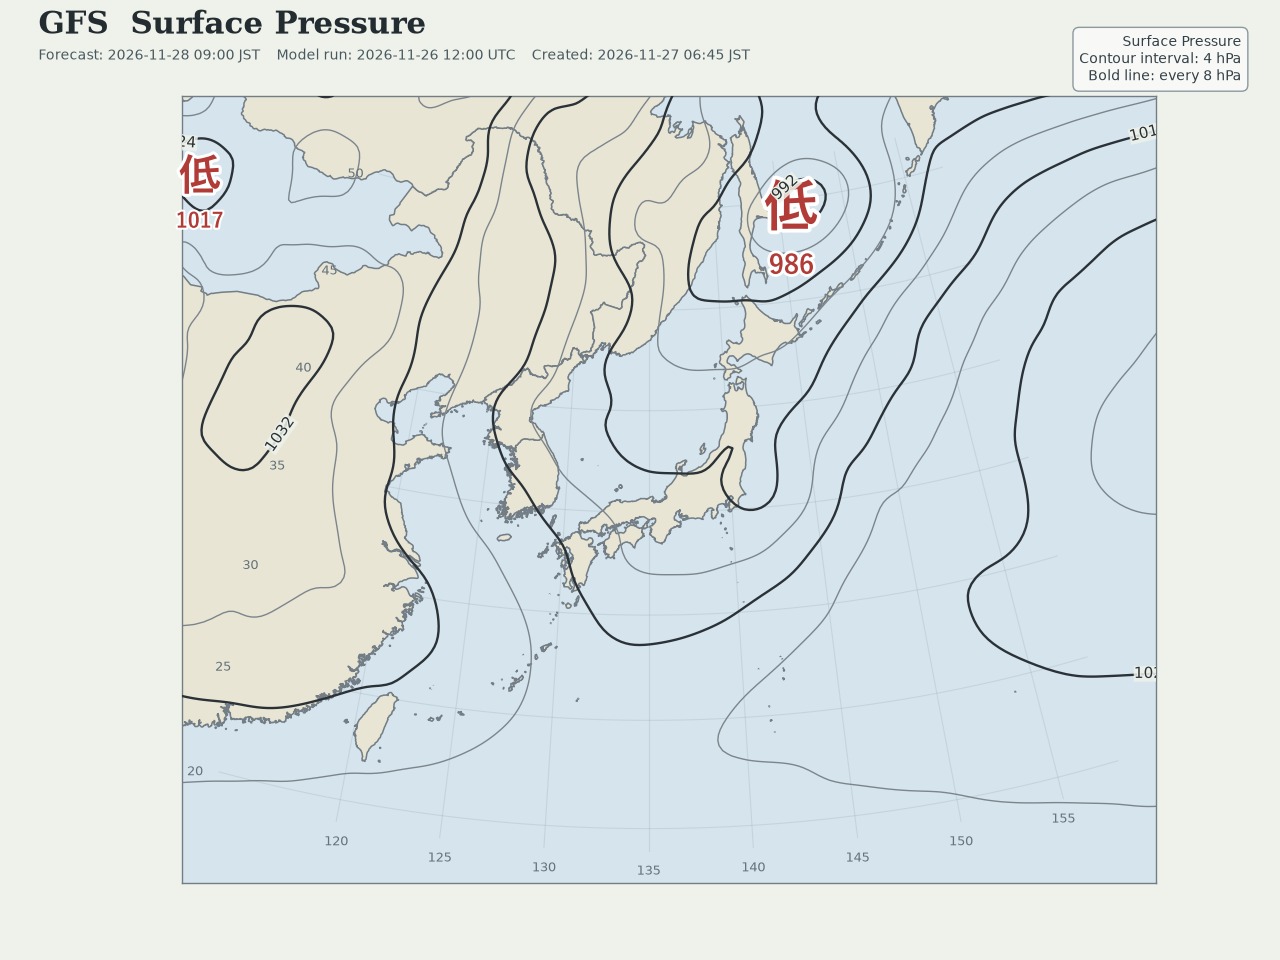 GFS Surface Pressure
Forecast: 2026-11-28 09:00 JST Model run: 2026-11-26 12:00 UTC Created: 2026-11-27 06:45 JST
Surface Pressure
Contour interval: 4 hPa
Bold line: every 8 hPa
24
低
1017
50
992
低
986
45
40
1032
35
30
25
20
120
125
130
135
140
145
150
155